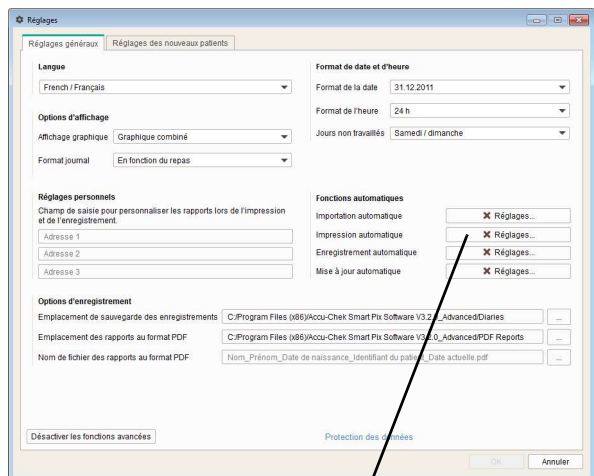 Réglages
Réglages généraux
Réglages des nouveaux patients
Langue
French / Français
Options d'affichage
Affichage graphique Graphique combiné
Format journal En fonction du repas
Format de date et d'heure
Format de la date 31.12.2011
Format de l'heure 24 h
Jours non travaillés Samedi / dimanche
Réglages personnels
Champ de saisie pour personnaliser les rapports lors de l'impression
et de l'enregistrement.
Adresse 1
Adresse 2
Adresse 3
Fonctions automatiques
Importation automatique Réglages...
Impression automatique Réglages...
Enregistrement automatique Réglages...
Mise à jour automatique Réglages...
Options d'enregistrement
Emplacement de sauvegarde des enregistrements C:/Program Files (x86)/Accu-Chek Smart Pix Software V3.2.0_Advanced/Diaries ...
Emplacement des rapports au format PDF C:/Program Files (x86)/Accu-Chek Smart Pix Software V3.2.0_Advanced/PDF Reports ...
Nom de fichier des rapports au format PDF Nom_Prénom_Date de naissance_Identifiant du patient_Date actuelle.pdf ...
Désactiver les fonctions avancées
Protection des données
OK
Annuler